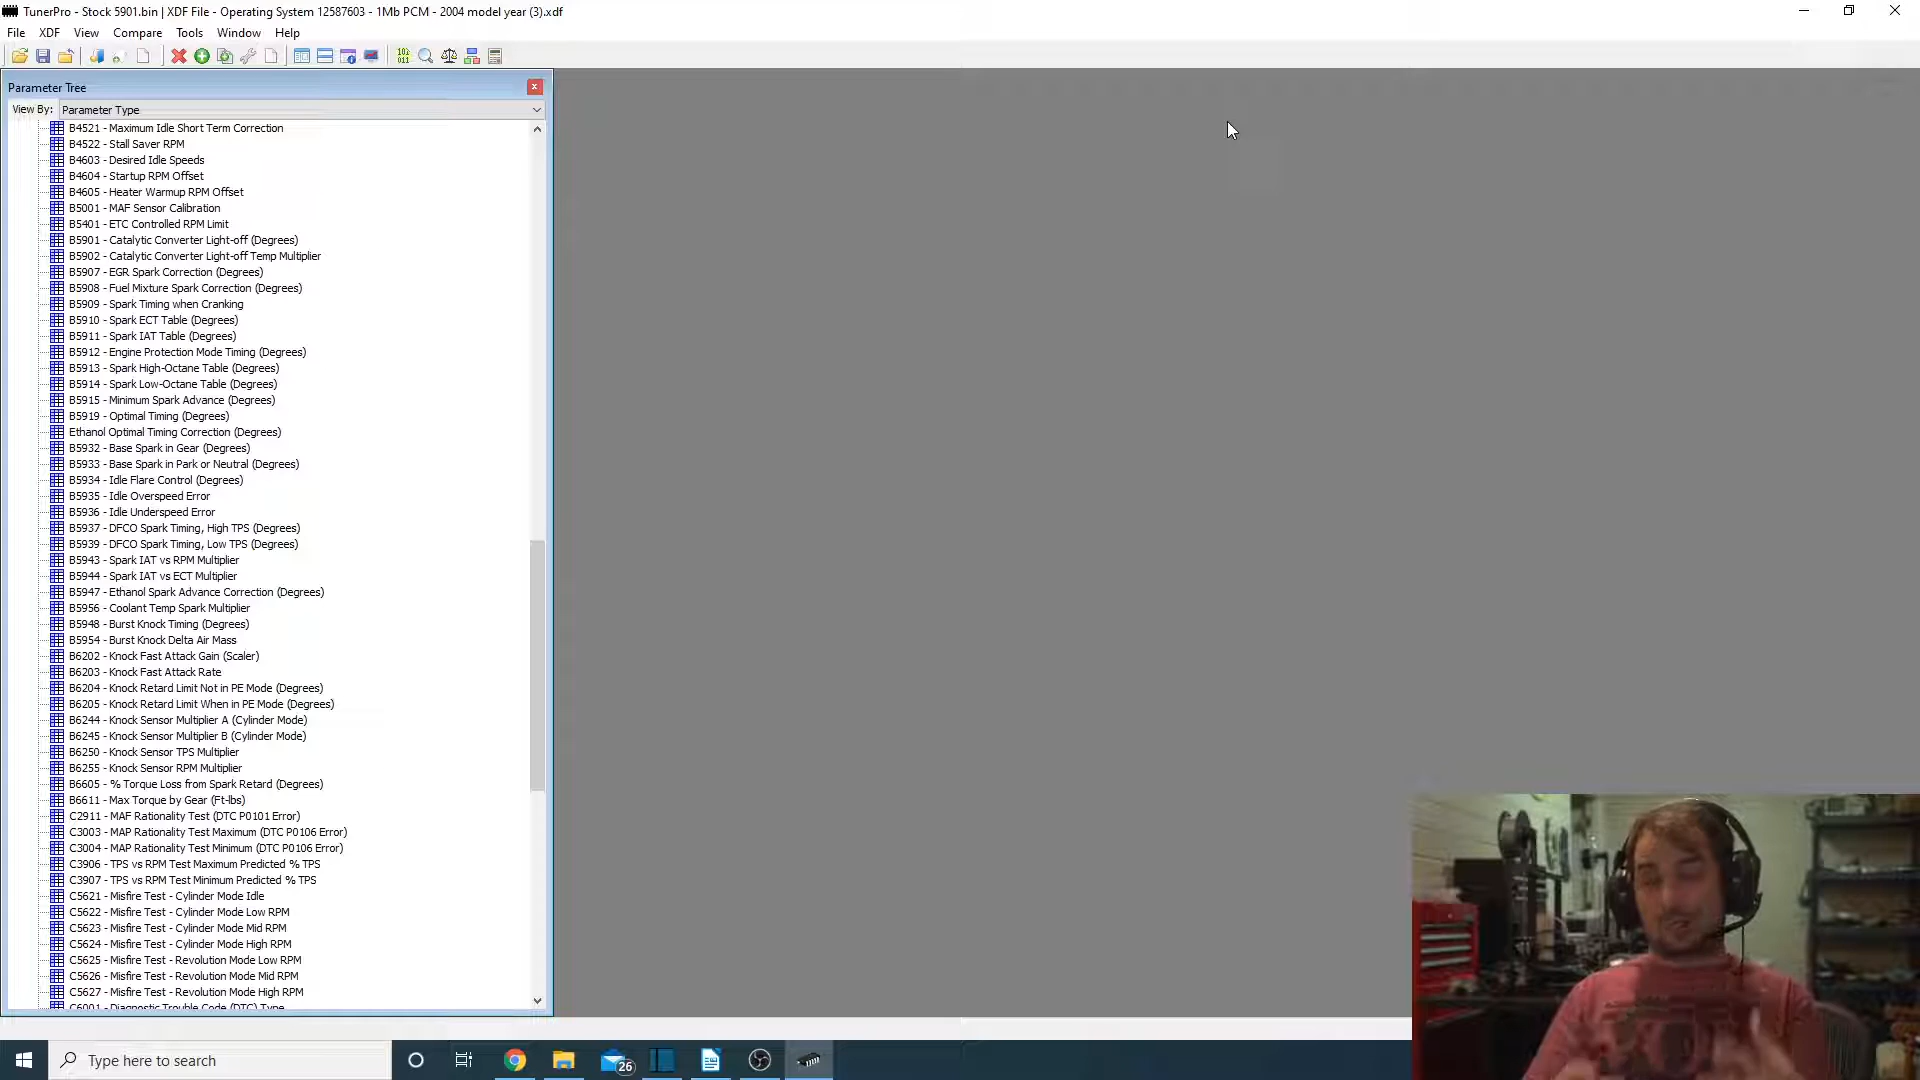 TunerPro - Stock 5901.bin | XDF File - Operating System 12587603 - 1Mb PCM - 2004 model year (3).xdf
File XDF View Compare Tools Window Help
Parameter Tree
View By: Parameter Type
B4521 - Maximum Idle Short Term Correction
B4522 - Stall Saver RPM
B4603 - Desired Idle Speeds
B4604 - Startup RPM Offset
B4605 - Heater Warmup RPM Offset
B5001 - MAF Sensor Calibration
B5401 - ETC Controlled RPM Limit
B5901 - Catalytic Converter Light-off (Degrees)
B5902 - Catalytic Converter Light-off Temp Multiplier
B5907 - EGR Spark Correction (Degrees)
B5908 - Fuel Mixture Spark Correction (Degrees)
B5909 - Spark Timing when Cranking
B5910 - Spark ECT Table (Degrees)
B5911 - Spark IAT Table (Degrees)
B5912 - Engine Protection Mode Timing (Degrees)
B5913 - Spark High-Octane Table (Degrees)
B5914 - Spark Low-Octane Table (Degrees)
B5915 - Minimum Spark Advance (Degrees)
B5919 - Optimal Timing (Degrees)
Ethanol Optimal Timing Correction (Degrees)
B5932 - Base Spark in Gear (Degrees)
B5933 - Base Spark in Park or Neutral (Degrees)
B5934 - Idle Flare Control (Degrees)
B5935 - Idle Overspeed Error
B5936 - Idle Underspeed Error
B5937 - DFCO Spark Timing, High TPS (Degrees)
B5939 - DFCO Spark Timing, Low TPS (Degrees)
B5943 - Spark IAT vs RPM Multiplier
B5944 - Spark IAT vs ECT Multiplier
B5947 - Ethanol Spark Advance Correction (Degrees)
B5956 - Coolant Temp Spark Multiplier
B5948 - Burst Knock Timing (Degrees)
B5954 - Burst Knock Delta Air Mass
B6202 - Knock Fast Attack Gain (Scaler)
B6203 - Knock Fast Attack Rate
B6204 - Knock Retard Limit Not in PE Mode (Degrees)
B6205 - Knock Retard Limit When in PE Mode (Degrees)
B6244 - Knock Sensor Multiplier A (Cylinder Mode)
B6245 - Knock Sensor Multiplier B (Cylinder Mode)
B6250 - Knock Sensor TPS Multiplier
B6255 - Knock Sensor RPM Multiplier
B6605 - % Torque Loss from Spark Retard (Degrees)
B6611 - Max Torque by Gear (Ft-lbs)
C2911 - MAF Rationality Test (DTC P0101 Error)
C3003 - MAP Rationality Test Maximum (DTC P0106 Error)
C3004 - MAP Rationality Test Minimum (DTC P0106 Error)
C3906 - TPS vs RPM Test Maximum Predicted % TPS
C3907 - TPS vs RPM Test Minimum Predicted % TPS
C5621 - Misfire Test - Cylinder Mode Idle
C5622 - Misfire Test - Cylinder Mode Low RPM
C5623 - Misfire Test - Cylinder Mode Mid RPM
C5624 - Misfire Test - Cylinder Mode High RPM
C5625 - Misfire Test - Revolution Mode Low RPM
C5626 - Misfire Test - Revolution Mode Mid RPM
C5627 - Misfire Test - Revolution Mode High RPM
C6001 - Diagnostic Trouble Code (DTC) Type
Type here to search
26